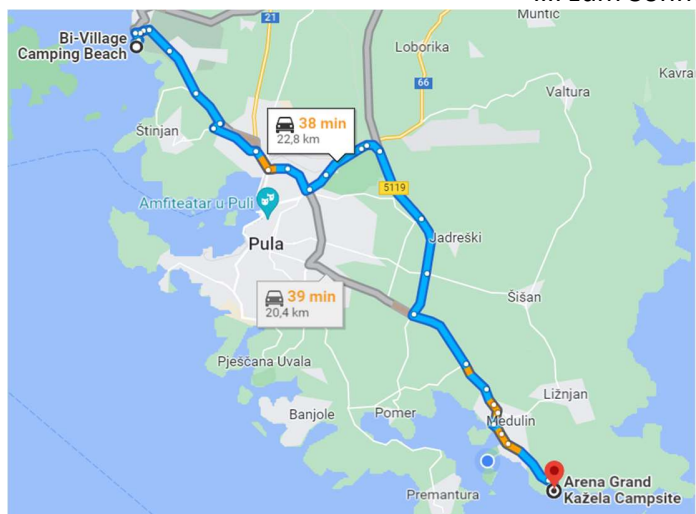 Muntić
Bi-Village
Camping Beach
21
Loborika
Kavra
66
Valtura
Štinjan
38 min
22,8 km
5119
Amfiteatar u Puli
Pula
Jadreški
39 min
20,4 km
Šišan
Pješčana Uvala
Ližnjan
Banjole
Pomer
Medulin
Arena Grand
Kažela Campsite
Premantura